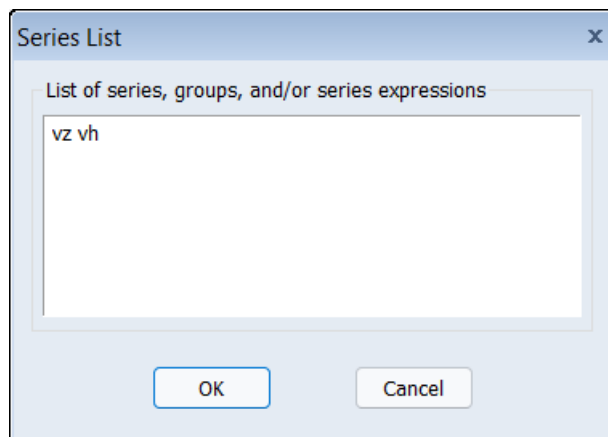 Series List
x
List of series, groups, and/or series expressions
vz vh
OK
Cancel